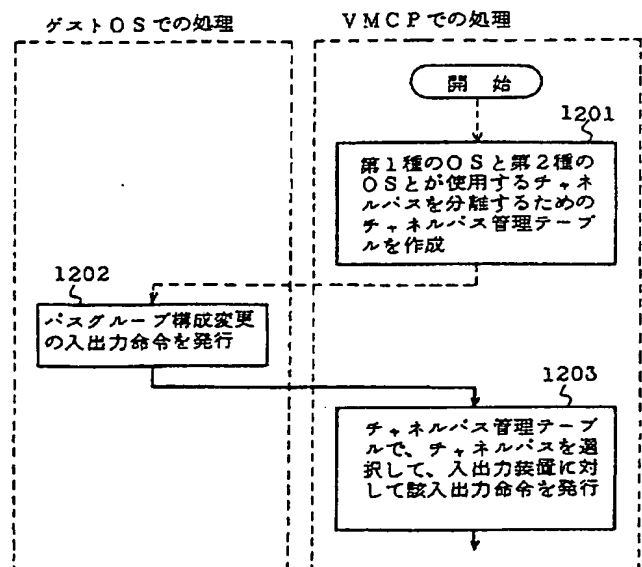 ゲストOSでの処理
VMCPでの処理
開 始
1201
第1種のOSと第2種の
OSとが使用するチャネ
ルパスを分離するための
チャネルパス管理テーブ
ルを作成
1202
パスグループ構成変更
の入出力命令を発行
1203
チャネルパス管理テーブ
ルで、チャネルパスを選
択して、入出力装置に対
して該入出力命令を発行